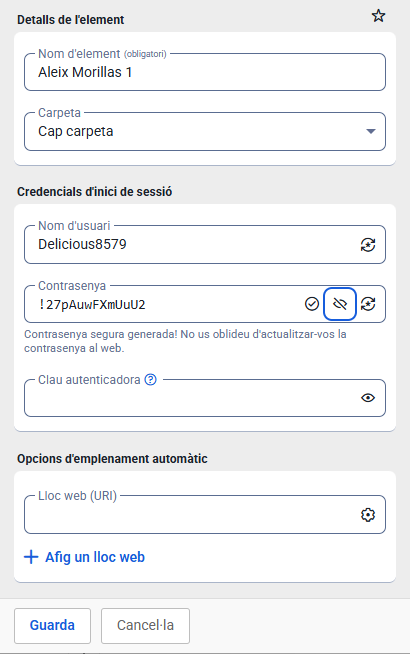 Detalls de l'element
Nom d'element (obligatori)
Aleix Morillas 1
Carpeta
Cap carpeta
Credencials d'inici de sessió
Nom d'usuari
Delicious8579
Contrasenya
!27pAuwFXmUuU2
Contrasenya segura generada! No us oblideu d'actualitzar-vos la
contrasenya al web.
Clau autenticadora
Opcions d'emplenament automàtic
Lloc web (URI)
Afig un lloc web
Guarda
Cancel·la